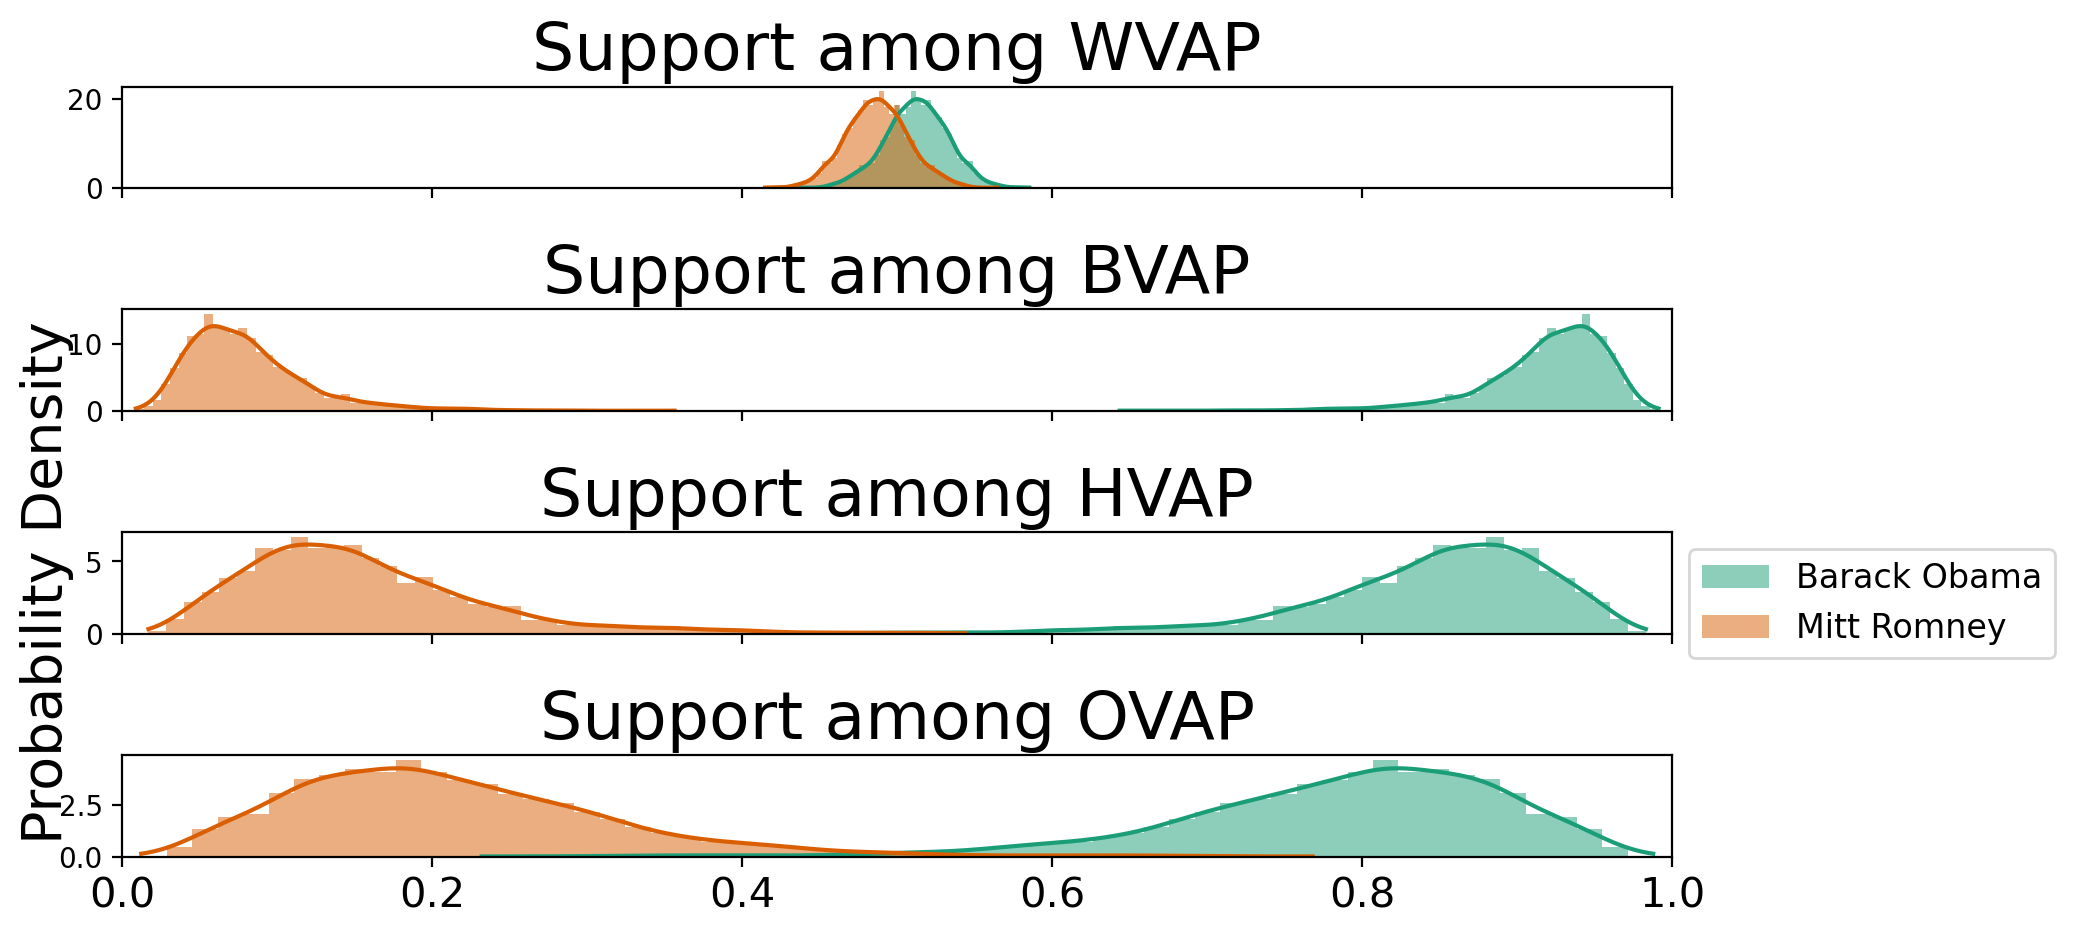 Support among WVAP
20
0
Support among BVAP
10
0
Support among HVAP
5
0
Support among OVAP
2.5
0.0
0.0 0.2 0.4 0.6 0.8 1.0
Probability Density
Barack Obama
Mitt Romney